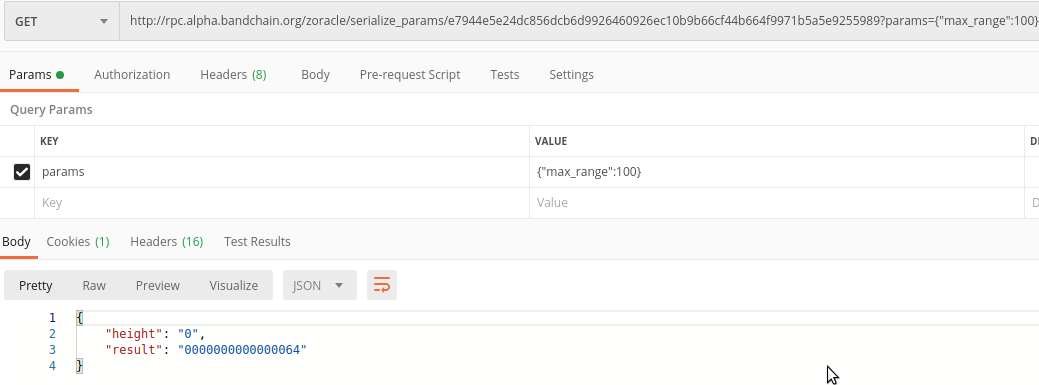 GET http://rpc.alpha.bandchain.org/zoracle/serialize_params/e7944e5e24dc856dcb6d9926460926ec10b9b66cf44b664f9971b5a5e9255989?params={"max_range":100}
Params Authorization Headers (8) Body Pre-request Script Tests Settings
Query Params
KEY VALUE
params {"max_range":100}
Key Value
Body Cookies (1) Headers (16) Test Results
Pretty Raw Preview Visualize JSON
1 {
2 "height": "0",
3 "result": "0000000000000064"
4 }